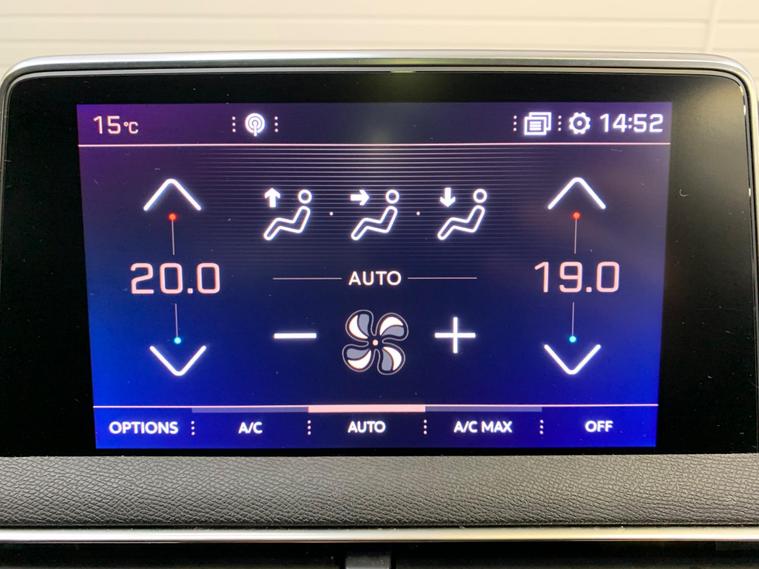 15°C 14:52
20.0 19.0
AUTO
OPTIONS A/C AUTO A/C MAX OFF